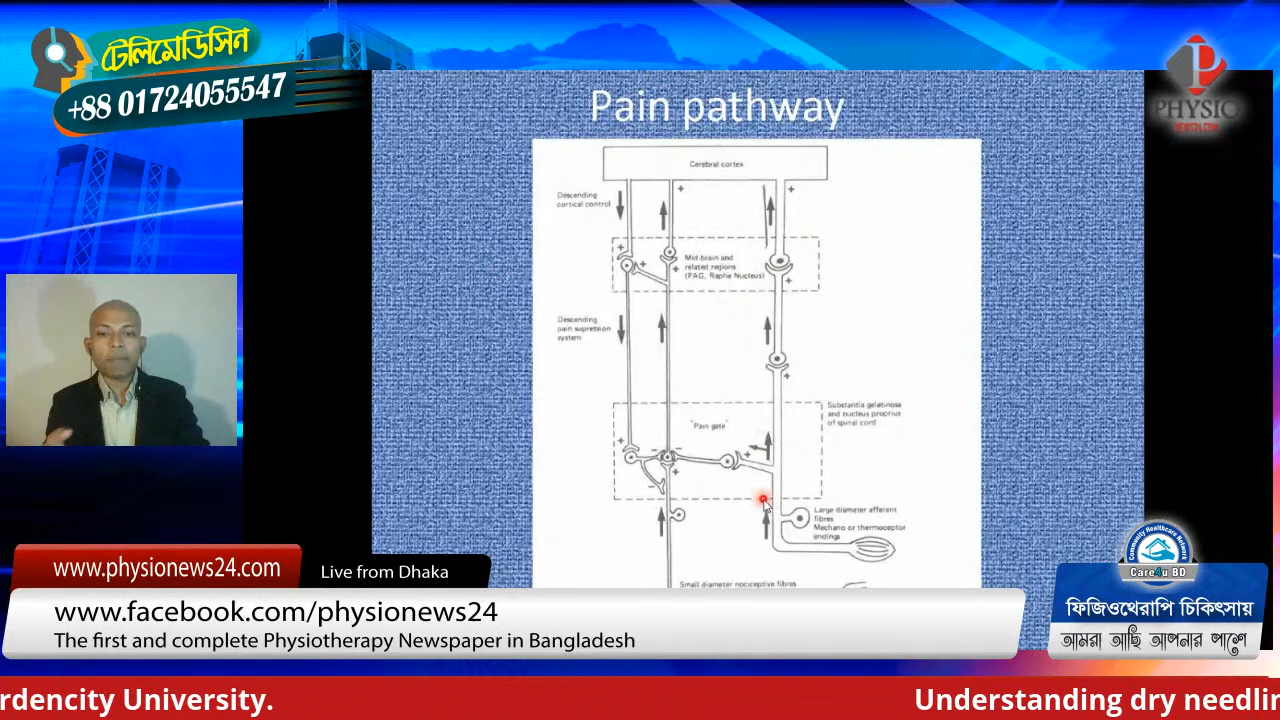 টেলিমেডিসিন
+88 01724055547
PHYSIO
Pain pathway
Cerebral cortex
Descending
cortical control
Mid-brain and
related regions
(PAG, Raphe Nucleus)
Descending
pain supression
system
Substantia gelatinosa
and nucleus proprius
of spinal cord
'Pain gate'
Large diameter afferent
fibres
Mechano or thermoceptor
endings
Small diameter nociceptive fibres
www.physionews24.com
Live from Dhaka
www.facebook.com/physionews24
The first and complete Physiotherapy Newspaper in Bangladesh
Community Healthcare Network
Care4u BD
ফিজিওথেরাপি চিকিৎসায়
আমরা আছি আপনার পাশে
rdencity University.
Understanding dry needlin